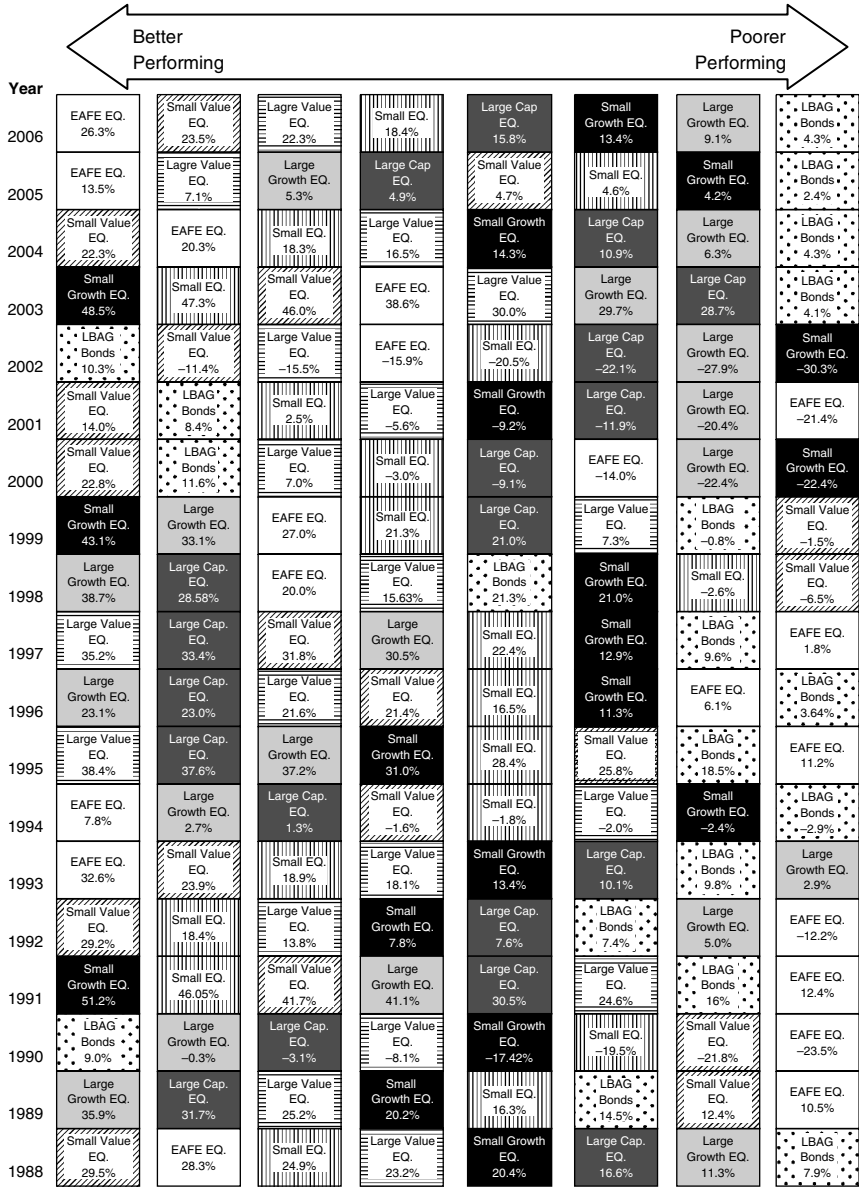 Better
Performing
Poorer
Performing
Year
2006
EAFE EQ.
26.3%
Small Value
EQ.
23.5%
Lagre Value
EQ.
22.3%
Small EQ.
18.4%
Large Cap
EQ.
15.8%
Small
Growth EQ.
13.4%
Large
Growth EQ.
9.1%
LBAG
Bonds
4.3%
2005
EAFE EQ.
13.5%
Lagre Value
EQ.
7.1%
Large
Growth EQ.
5.3%
Large Cap
EQ.
4.9%
Small Value
EQ.
4.7%
Small EQ.
4.6%
Small
Growth EQ.
4.2%
LBAG
Bonds
2.4%
2004
Small Value
EQ.
22.3%
EAFE EQ.
20.3%
Small EQ.
18.3%
Large Value
EQ.
16.5%
Small Growth
EQ.
14.3%
Large Cap
EQ.
10.9%
Large
Growth EQ.
6.3%
LBAG
Bonds
4.3%
2003
Small
Growth EQ.
48.5%
Small EQ.
47.3%
Small Value
EQ.
46.0%
EAFE EQ.
38.6%
Lagre Value
EQ.
30.0%
Large
Growth EQ.
29.7%
Large Cap
EQ.
28.7%
LBAG
Bonds
4.1%
2002
LBAG
Bonds
10.3%
Small Value
EQ.
–11.4%
Large Value
EQ.
–15.5%
EAFE EQ.
–15.9%
Small EQ.
–20.5%
Large Cap
EQ.
–22.1%
Large
Growth EQ.
–27.9%
Small
Growth EQ.
–30.3%
2001
Small Value
EQ.
14.0%
LBAG
Bonds
8.4%
Small EQ.
2.5%
Large Value
EQ.
–5.6%
Small Growth
EQ.
–9.2%
Large Cap.
EQ.
–11.9%
Large
Growth EQ.
–20.4%
EAFE EQ.
–21.4%
2000
Small Value
EQ.
22.8%
LBAG
Bonds
11.6%
Large Value
EQ.
7.0%
Small EQ.
–3.0%
Large Cap
EQ.
–9.1%
EAFE EQ.
–14.0%
Large
Growth EQ.
–22.4%
Small
Growth EQ.
–22.4%
1999
Small
Growth EQ.
43.1%
Large
Growth EQ.
33.1%
EAFE EQ.
27.0%
Small EQ.
21.3%
Large Cap
EQ.
21.0%
Large Value
EQ.
7.3%
LBAG
Bonds
–0.8%
Small Value
EQ.
–1.5%
1998
Large
Growth EQ.
38.7%
Large Cap.
EQ.
28.58%
EAFE EQ.
20.0%
Large Value
EQ.
15.63%
LBAG
Bonds
21.3%
Small
Growth EQ.
21.0%
Small EQ.
–2.6%
Small Value
EQ.
–6.5%
1997
Large Value
EQ.
35.2%
Large Cap.
EQ.
33.4%
Small Value
EQ.
31.8%
Large
Growth EQ.
30.5%
Small EQ.
22.4%
Small
Growth EQ.
12.9%
LBAG
Bonds
9.6%
EAFE EQ.
1.8%
1996
Large
Growth EQ.
23.1%
Large Cap.
EQ.
23.0%
Large Value
EQ.
21.6%
Small Value
EQ.
21.4%
Small EQ.
16.5%
Small
Growth EQ.
11.3%
EAFE EQ.
6.1%
LBAG
Bonds
3.64%
1995
Large Value
EQ.
38.4%
Large Cap.
EQ.
37.6%
Large
Growth EQ.
37.2%
Small
Growth EQ.
31.0%
Small EQ.
28.4%
Small Value
EQ.
25.8%
LBAG
Bonds
18.5%
EAFE EQ.
11.2%
1994
EAFE EQ.
7.8%
Large
Growth EQ.
2.7%
Large Cap.
EQ.
1.3%
Small Value
EQ.
–1.6%
Small EQ.
–1.8%
Large Value
EQ.
–2.0%
Small
Growth EQ.
–2.4%
LBAG
Bonds
–2.9%
1993
EAFE EQ.
32.6%
Small Value
EQ.
23.9%
Small EQ.
18.9%
Large Value
EQ.
18.1%
Small Growth
EQ.
13.4%
Large Cap.
EQ.
10.1%
LBAG
Bonds
9.8%
Large
Growth EQ.
2.9%
1992
Small Value
EQ.
29.2%
Small EQ.
18.4%
Large Value
EQ.
13.8%
Small
Growth EQ.
7.8%
Large Cap.
EQ.
7.6%
LBAG
Bonds
7.4%
Large
Growth EQ.
5.0%
EAFE EQ.
–12.2%
1991
Small
Growth EQ.
51.2%
Small EQ.
46.05%
Small Value
EQ.
41.7%
Large
Growth EQ.
41.1%
Large Cap.
EQ.
30.5%
Large Value
EQ.
24.6%
LBAG
Bonds
16%
EAFE EQ.
12.4%
1990
LBAG
Bonds
9.0%
Large
Growth EQ.
–0.3%
Large Cap.
EQ.
–3.1%
Large Value
EQ.
–8.1%
Small Growth
EQ.
–17.42%
Small EQ.
–19.5%
Small Value
EQ.
–21.8%
EAFE EQ.
–23.5%
1989
Large
Growth EQ.
35.9%
Large Cap.
EQ.
31.7%
Large Value
EQ.
25.2%
Small
Growth EQ.
20.2%
Small EQ.
16.3%
LBAG
Bonds
14.5%
Small Value
EQ.
12.4%
EAFE EQ.
10.5%
1988
Small Value
EQ.
29.5%
EAFE EQ.
28.3%
Small EQ.
24.9%
Large Value
EQ.
23.2%
Small Growth
EQ.
20.4%
Large Cap.
EQ.
16.6%
Large
Growth EQ.
11.3%
LBAG
Bonds
7.9%